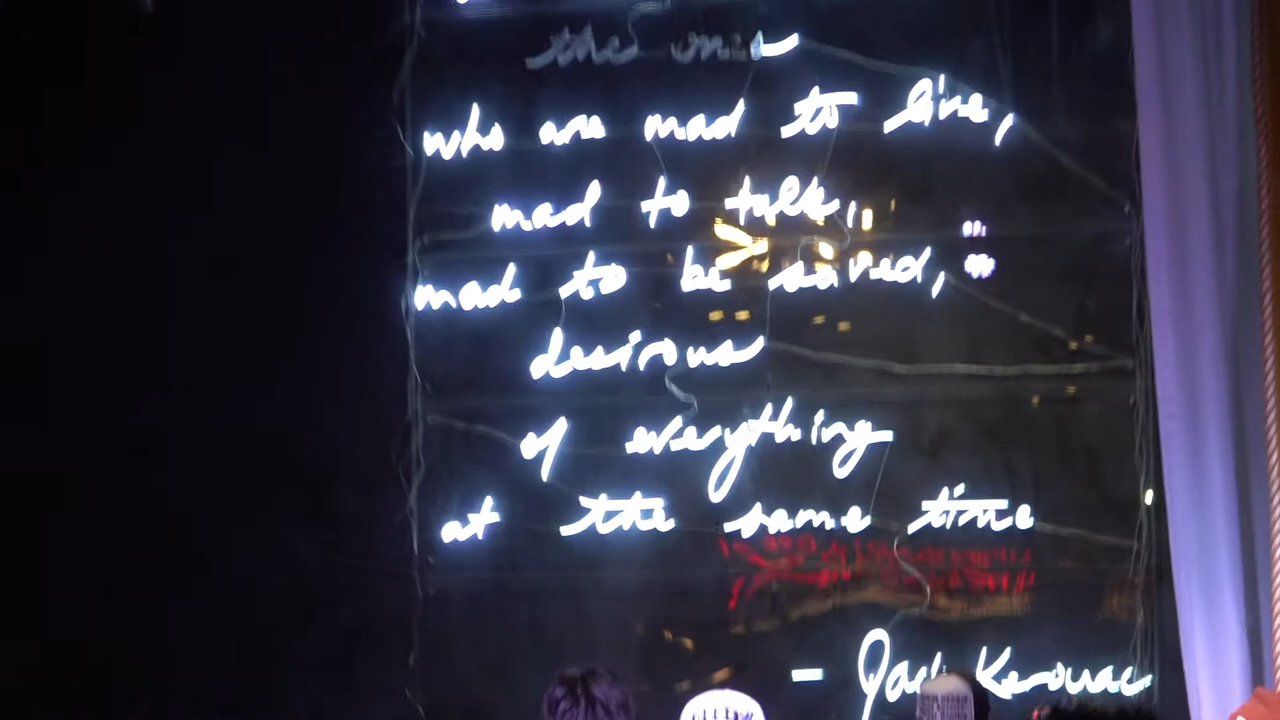 the ones
who are mad to live,
mad to talk,
mad to be saved,
desirous
of everything
at the same time
- Jack Kerouac